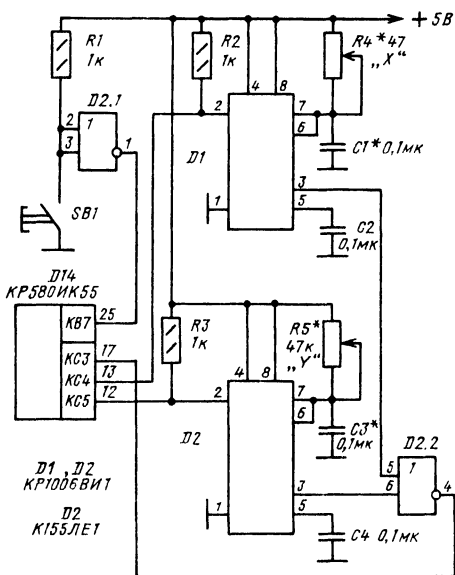 +5В
R1
1к
R2
1к
R4*47
„X“
D2.1
1
2
3
1
4
8
2
7
6
C1*0,1мк
D1
SB1
3
5
1
C2
0,1мк
D14
КР580ИК55
КВ7
25
КС3
17
КС4
13
КС5
12
R3
1к
R5*
47к
„Y“
4
8
2
7
6
C3*
0,1мк
D2
D2.2
5
1
6
4
3
5
1
C4 0,1мк
D1, D2
КР1006ВИ1
D2
К155ЛЕ1